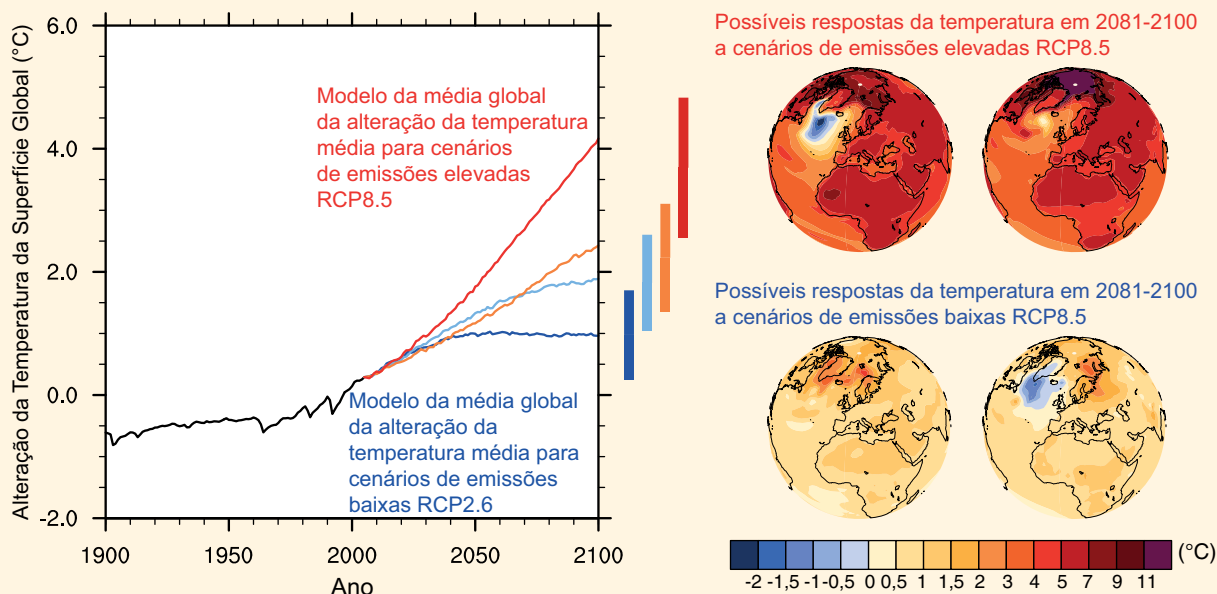 Alteração da Temperatura da Superfície Global (°C)
6.0
4.0
2.0
0.0
-2.0
1900
1950
2000
2050
2100
Ano
Modelo da média global
da alteração da temperatura
média para cenários
de emissões elevadas
RCP8.5
Modelo da média global
da alteração da
temperatura média para
cenários de emissões
baixas RCP2.6
Possíveis respostas da temperatura em 2081-2100
a cenários de emissões elevadas RCP8.5
Possíveis respostas da temperatura em 2081-2100
a cenários de emissões baixas RCP8.5
-2 -1,5 -1 -0,5 0 0,5 1 1,5 2 3 4 5 7 9 11 (°C)